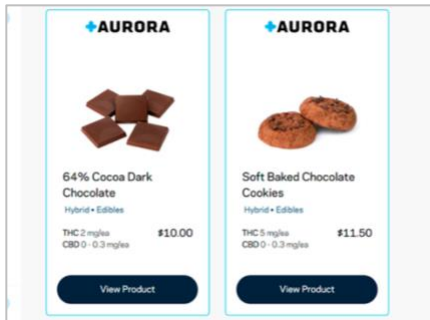 AURORA
64% Cocoa Dark
Chocolate
Hybrid • Edibles
THC 2 mg/ea
CBD 0 - 0.3 mg/ea
$10.00
View Product
AURORA
Soft Baked Chocolate
Cookies
Hybrid • Edibles
THC 5 mg/ea
CBD 0 - 0.3 mg/ea
$11.50
View Product